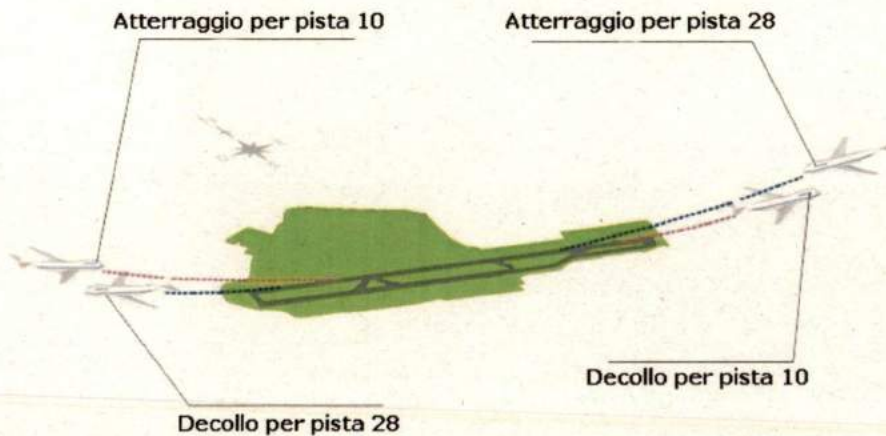 Atterraggio per pista 10
Atterraggio per pista 28
Decollo per pista 10
Decollo per pista 28